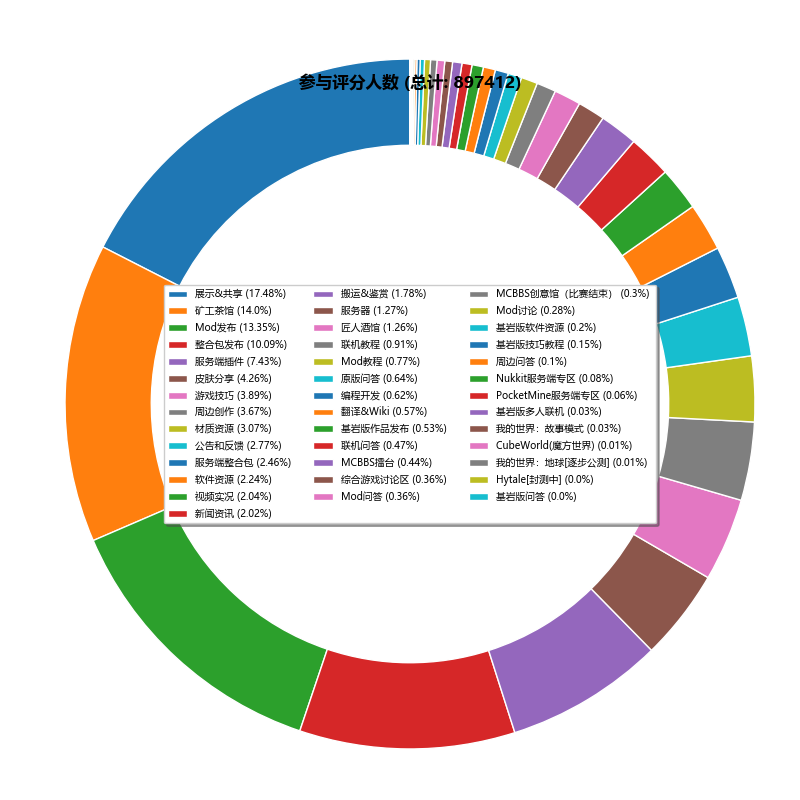 参与评分人数 (总计: 897412)
展示&共享 (17.48%)
矿工茶馆 (14.0%)
Mod发布 (13.35%)
整合包发布 (10.09%)
服务端插件 (7.43%)
皮肤分享 (4.26%)
游戏技巧 (3.89%)
周边创作 (3.67%)
材质资源 (3.07%)
公告和反馈 (2.77%)
服务端整合包 (2.46%)
软件资源 (2.24%)
视频实况 (2.04%)
新闻资讯 (2.02%)
搬运&鉴赏 (1.78%)
服务器 (1.27%)
匠人酒馆 (1.26%)
联机教程 (0.91%)
Mod教程 (0.77%)
原版问答 (0.64%)
编程开发 (0.62%)
翻译&Wiki (0.57%)
基岩版作品发布 (0.53%)
联机问答 (0.47%)
MCBBS擂台 (0.44%)
综合游戏讨论区 (0.36%)
Mod问答 (0.36%)
MCBBS创意馆（比赛结束） (0.3%)
Mod讨论 (0.28%)
基岩版软件资源 (0.2%)
基岩版技巧教程 (0.15%)
周边问答 (0.1%)
Nukkit服务端专区 (0.08%)
PocketMine服务端专区 (0.06%)
基岩版多人联机 (0.03%)
我的世界：故事模式 (0.03%)
CubeWorld(魔方世界) (0.01%)
我的世界：地球[逐步公测] (0.01%)
Hytale[封测中] (0.0%)
基岩版问答 (0.0%)